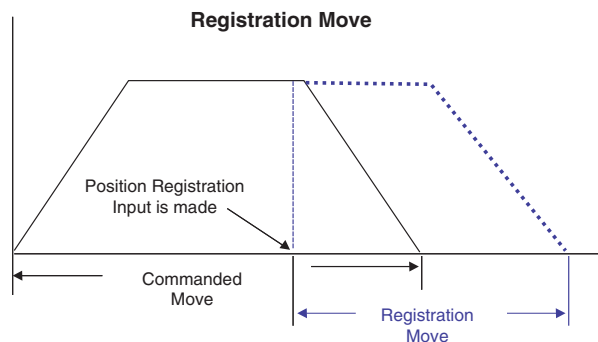 Registration Move
Position Registration
Input is made
Commanded
Move
Registration
Move